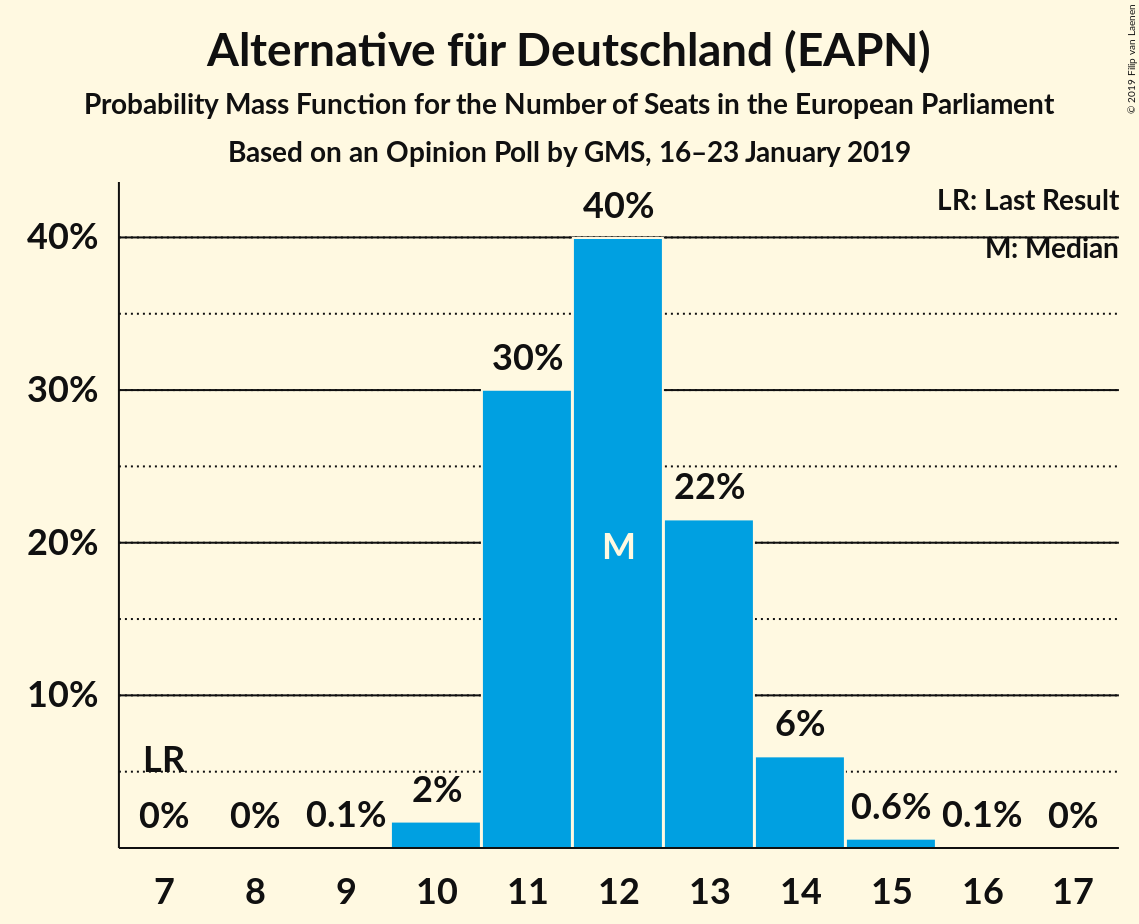 Alternative für Deutschland (EAPN)
Probability Mass Function for the Number of Seats in the European Parliament
Based on an Opinion Poll by GMS, 16–23 January 2019
© 2019 Filip van Laenen
LR: Last Result
M: Median
40%
30%
20%
10%
LR
0%
0%
0.1%
2%
30%
40%
M
22%
6%
0.6%
0.1%
0%
7 8 9 10 11 12 13 14 15 16 17